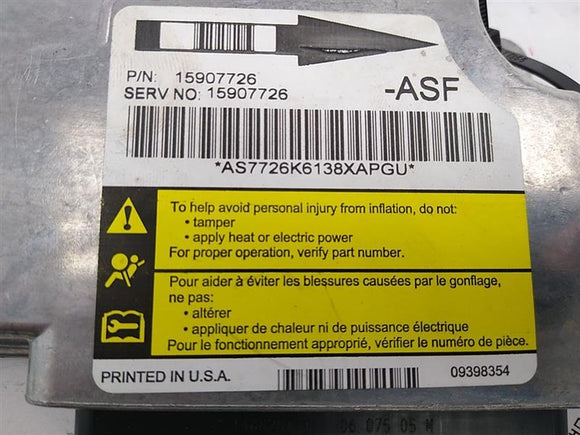 P/N: 15907726
SERV NO: 15907726
-ASF
*AS7726K6138XAPGU*
To help avoid personal injury from inflation, do not:
• tamper
• apply heat or electric power
For proper operation, verify part number.
Pour aider à éviter les blessures causées par le gonflage,
ne pas:
• altérer
• appliquer de chaleur ni de puissance électrique
Pour le fonctionnement approprié, vérifier le numéro de pièce.
PRINTED IN U.S.A.
09398354
06 075 05 M